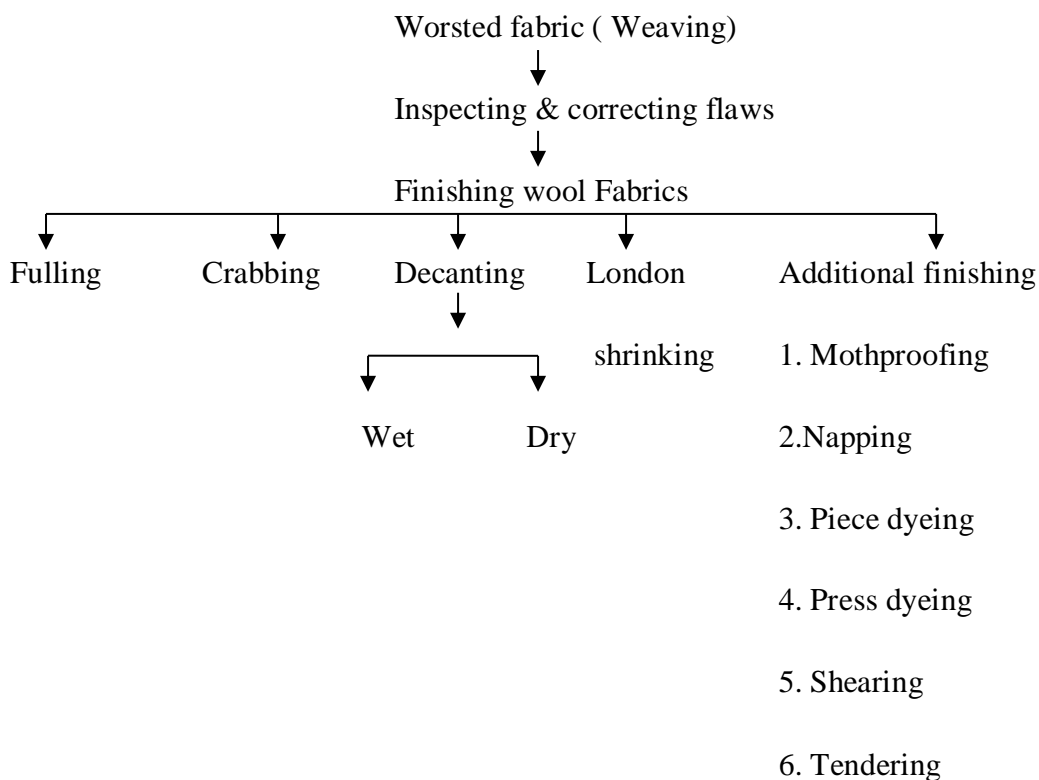 Worsted fabric ( Weaving)
Inspecting & correcting flaws
Finishing wool Fabrics
Fulling
Crabbing
Decanting
London
shrinking
Additional finishing
Wet
Dry
1. Mothproofing
2.Napping
3. Piece dyeing
4. Press dyeing
5. Shearing
6. Tendering